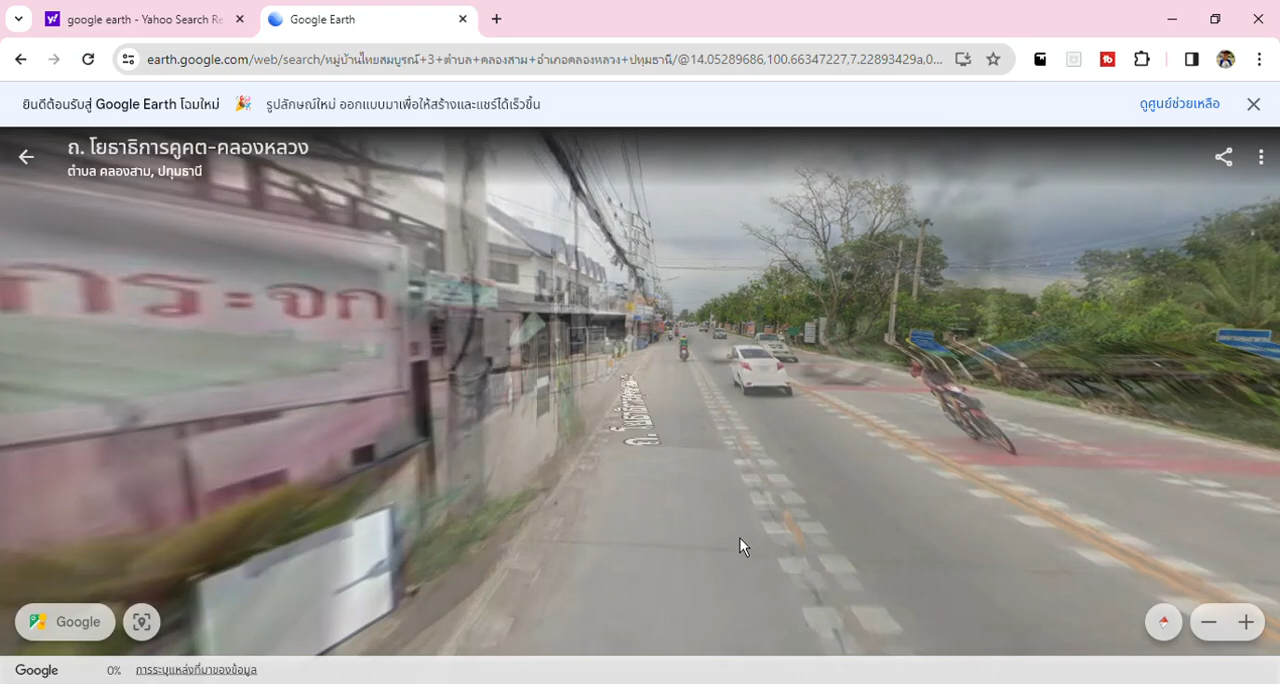 google earth - Yahoo Search Re
Google Earth
earth.google.com/web/search/หมู่บ้านไทยสมบูรณ์+3+ตำบล+คลองสาม+อำเภอคลองหลวง+ปทุมธานี/@14.05289686,100.66347227,7.22893429a,0...
ยินดีต้อนรับสู่ Google Earth โฉมใหม่ รูปลักษณ์ใหม่ ออกแบบมาเพื่อให้สร้างและแชร์ได้เร็วขึ้น
ดูศูนย์ช่วยเหลือ
ถ. โยธาธิการคูคต-คลองหลวง
ตำบล คลองสาม, ปทุมธานี
กระจก
Google
Google
0%
การระบุแหล่งที่มาของข้อมูล